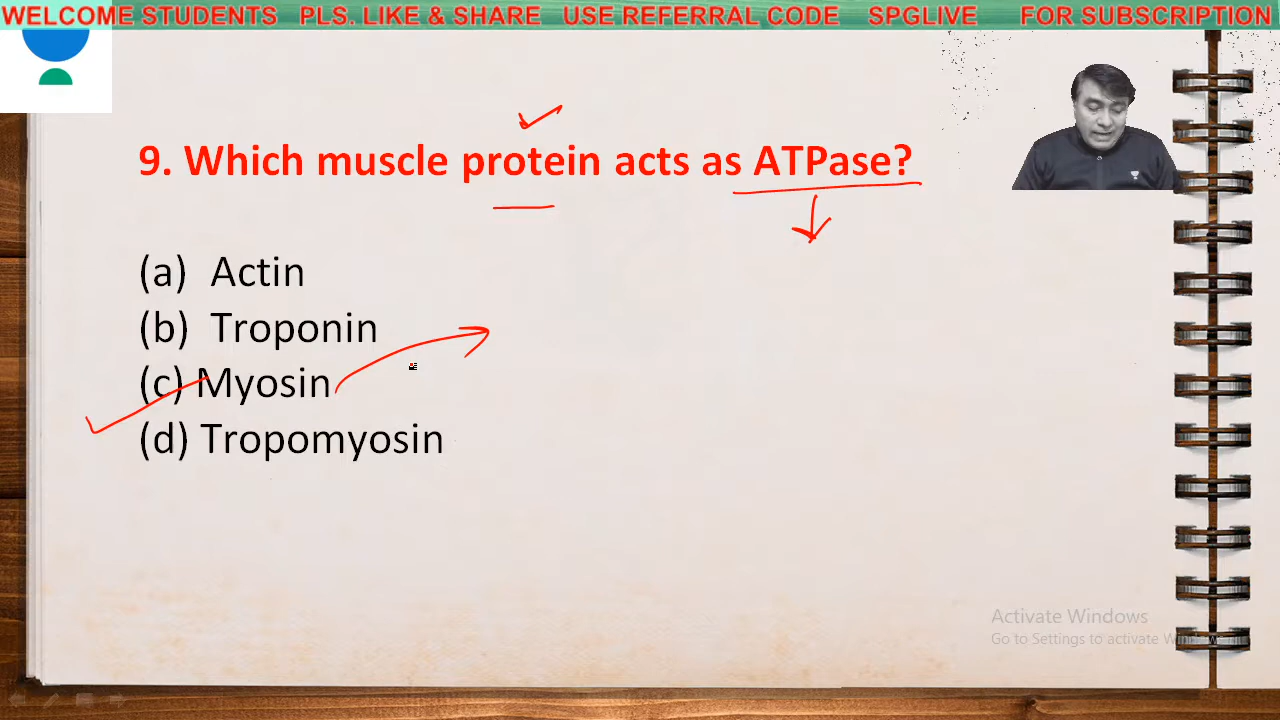 WELCOME STUDENTS PLS. LIKE & SHARE USE REFERRAL CODE SPGLIVE FOR SUBSCRIPTION
9. Which muscle protein acts as ATPase?
(a) Actin
(b) Troponin
(c) Myosin
(d) Tropomyosin
Activate Windows
Go to Settings to activate Windows